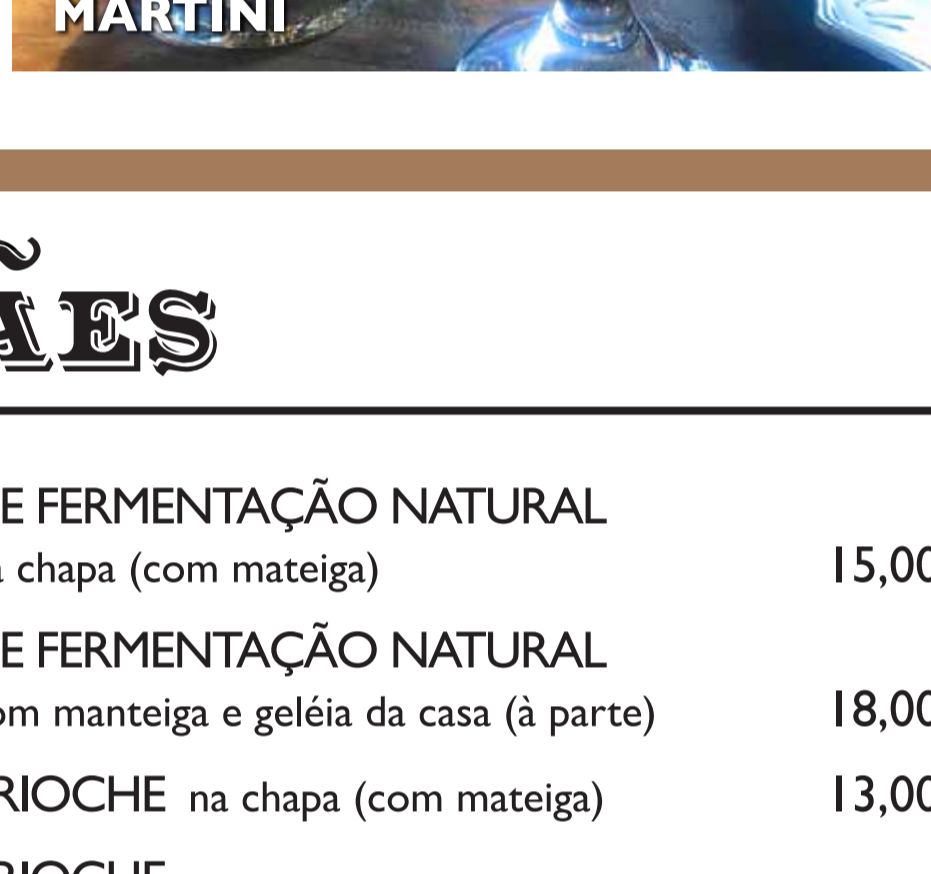 MARTINI
ÃES
E FERMENTAÇÃO NATURAL
a chapa (com mateiga) 15,00
E FERMENTAÇÃO NATURAL
om manteiga e geléia da casa (à parte) 18,00
RIOCHE na chapa (com mateiga) 13,00
RIOCHE